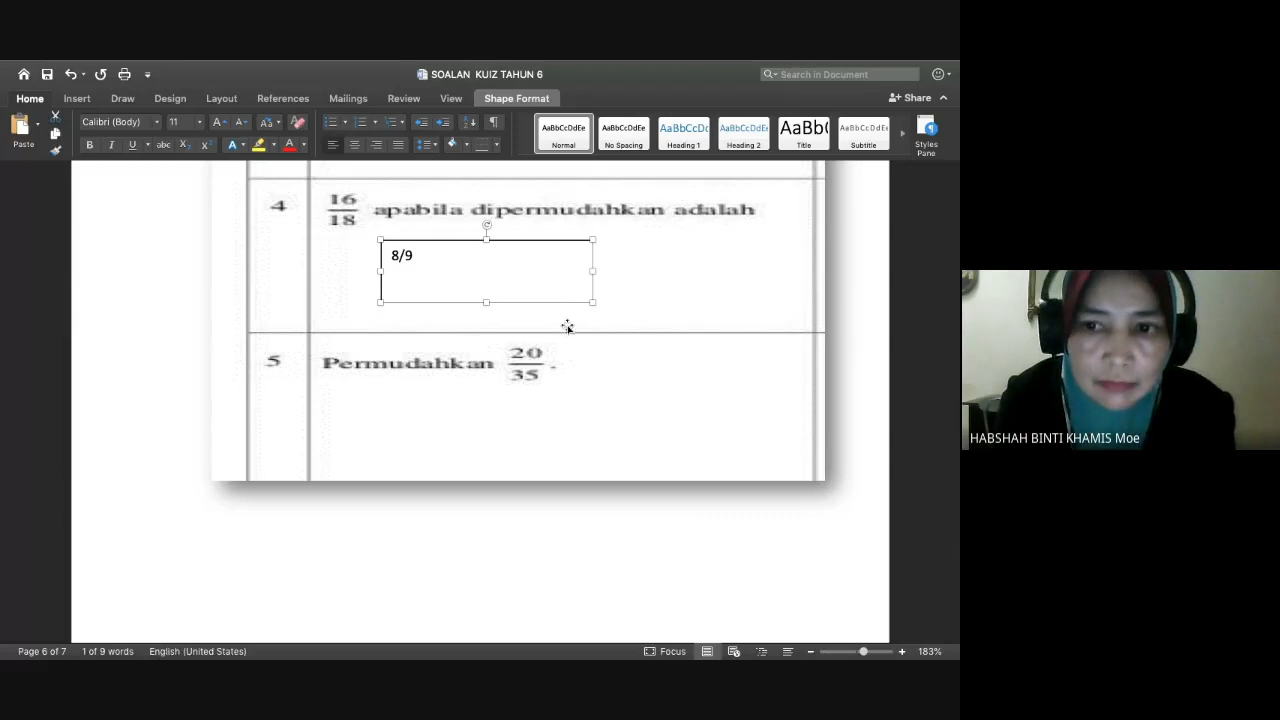 SOALAN KUIZ TAHUN 6
Search in Document
Home Insert Draw Design Layout References Mailings Review View Shape Format
Share
Paste
Calibri (Body) 11
AaBbCcDdEe AaBbCcDdEe AaBbCcDc AaBbCcDdEe AaBb( AaBbCcDdEe
Normal No Spacing Heading 1 Heading 2 Title Subtitle
Styles
Pane
4 16/18 apabila dipermudahkan adalah
8/9
5 Permudahkan 20/35 .
HABSHAH BINTI KHAMIS Moe
Page 6 of 7 1 of 9 words English (United States) Focus 183%